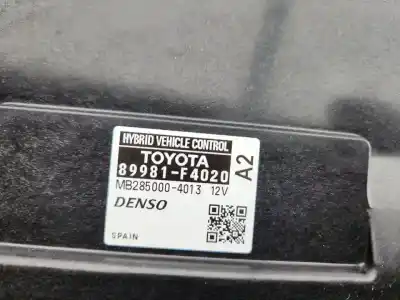 HYBRID VEHICLE CONTROL
TOYOTA
89981-F4020
A2
MB285000-4013 12V
DENSO
SPAIN